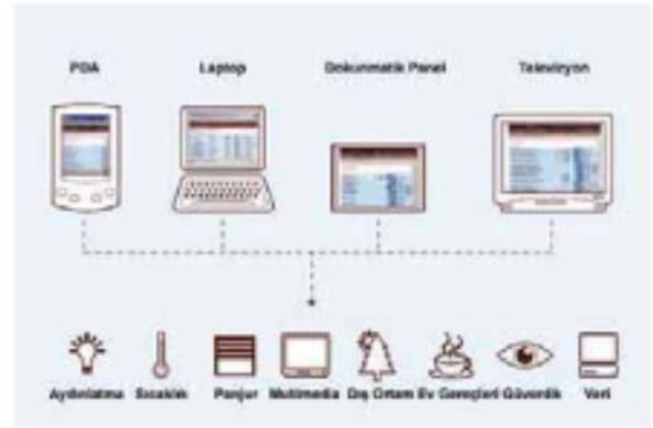 PDA
Laptop
Dokunmatik Panel
Televizyon
Aydınlatma
Sıcaklık
Panjur
Multimedia
Dış Ortam
Ev Gereçleri
Güvenlik
Veri